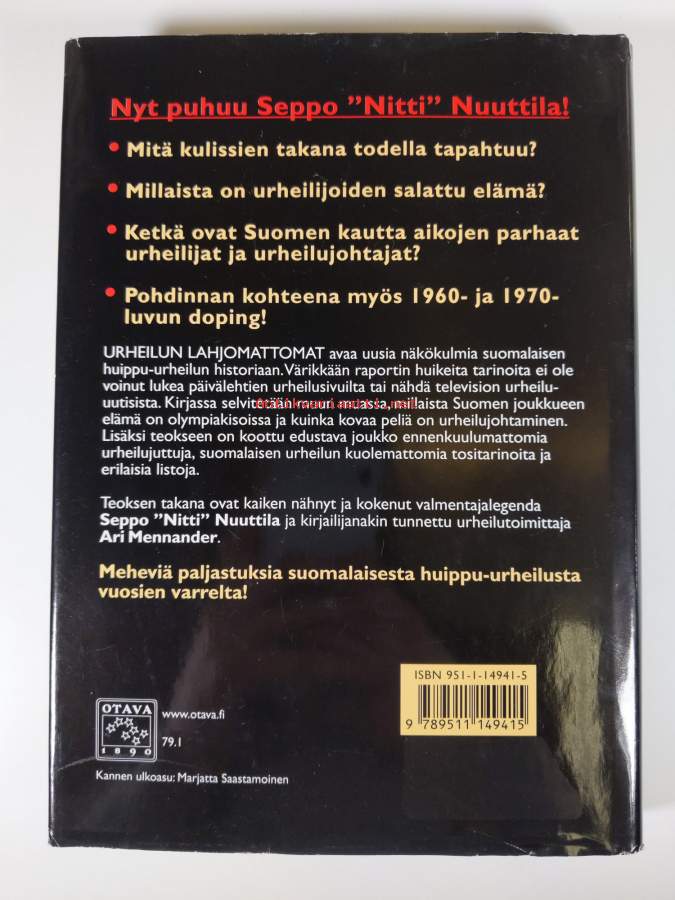 Nyt puhuu Seppo ”Nitti” Nuuttila!
• Mitä kulissien takana todella tapahtuu?
• Millaista on urheilijoiden salattu elämä?
• Ketkä ovat Suomen kautta aikojen parhaat
urheilijat ja urheilujohtajat?
• Pohdinnan kohteena myös 1960- ja 1970-
luvun doping!
URHEILUN LAHJOMATTOMAT avaa uusia näkökulmia suomalaisen
huippu-urheilun historiaan. Värikkään raportin huikeita tarinoita ei ole
voinut lukea päivälehtien urheilusivuilta tai nähdä television urheilu-
uutisista. Kirjassa selvitetään muun muassa, millaista Suomen joukkueen
elämä on olympiakisoissa ja kuinka kovaa peliä on urheilujohtaminen.
Lisäksi teokseen on koottu edustava joukko ennenkuulumattomia
urheilujuttuja, suomalaisen urheilun kuolemattomia tositarinoita ja
erilaisia listoja.
Teoksen takana ovat kaiken nähnyt ja kokenut valmentajalegenda
Seppo ”Nitti” Nuuttila ja kirjailijanakin tunnettu urheilutoimittaja
Ari Mennander.
Meheviä paljastuksia suomalaisesta huippu-urheilusta
vuosien varrelta!
ISBN 951-1-14941-5
9 789511 149415
OTAVA
1890
www.otava.fi
79.1
Kannen ulkoasu: Marjatta Saastamoinen